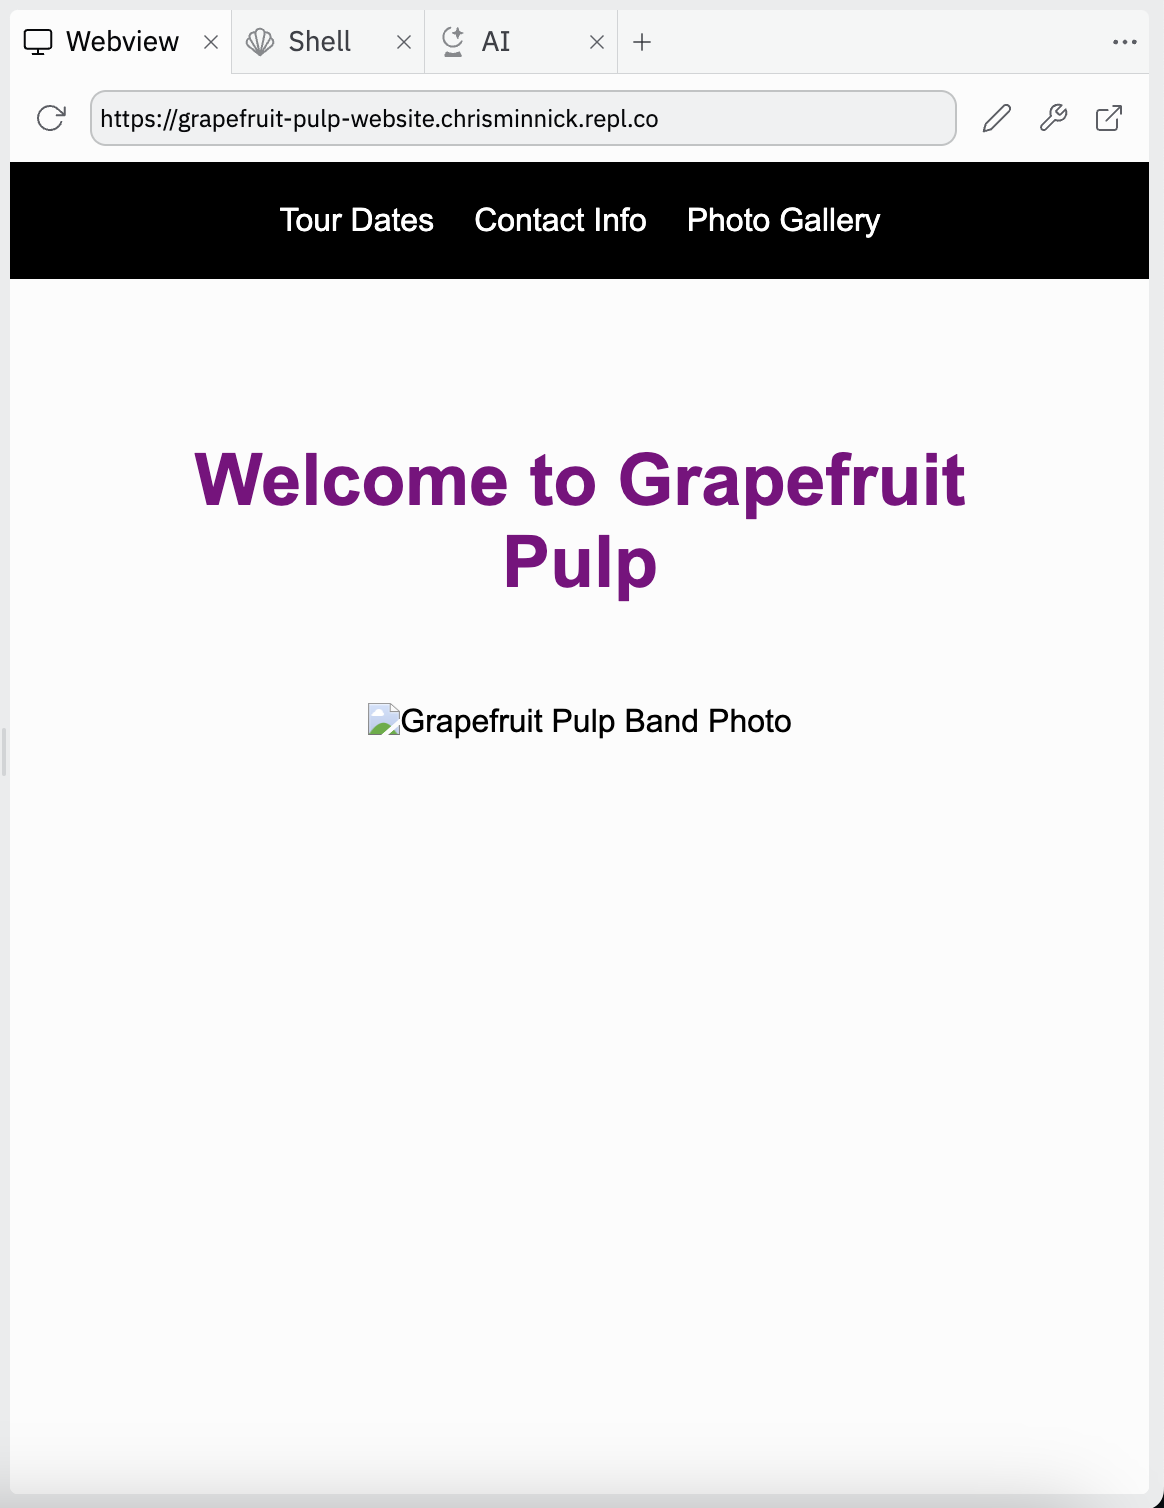 Webview Shell AI
https://grapefruit-pulp-website.chrisminnick.repl.co
Tour Dates Contact Info Photo Gallery
Welcome to Grapefruit
Pulp
Grapefruit Pulp Band Photo